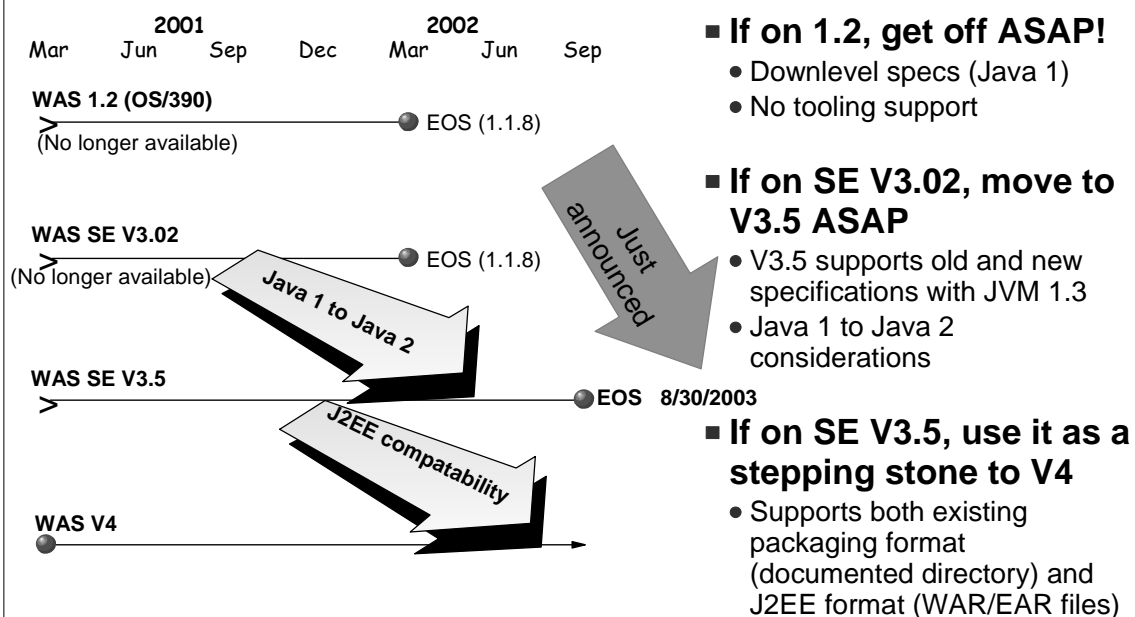 2001 2002
Mar Jun Sep Dec Mar Jun Sep
WAS 1.2 (OS/390)
EOS (1.1.8)
(No longer available)
WAS SE V3.02
EOS (1.1.8)
(No longer available)
Java 1 to Java 2
Just
announced
WAS SE V3.5
EOS 8/30/2003
J2EE compatability
WAS V4
If on 1.2, get off ASAP!
Downlevel specs (Java 1)
No tooling support
If on SE V3.02, move to
V3.5 ASAP
V3.5 supports old and new
specifications with JVM 1.3
Java 1 to Java 2
considerations
If on SE V3.5, use it as a
stepping stone to V4
Supports both existing
packaging format
(documented directory) and
J2EE format (WAR/EAR files)